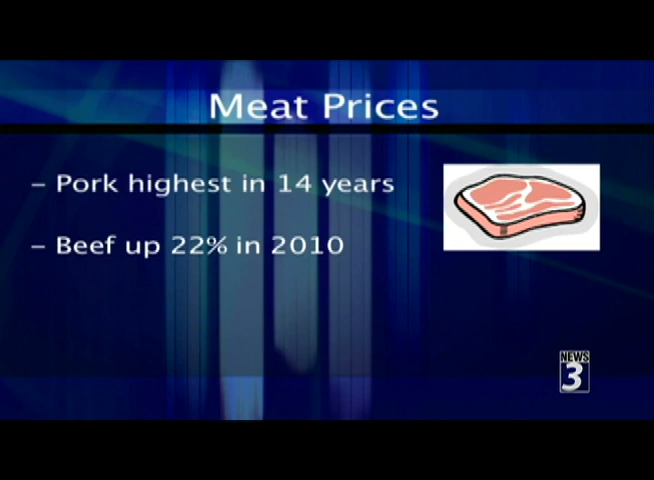 Meat Prices
– Pork highest in 14 years
– Beef up 22% in 2010
NEWS
3